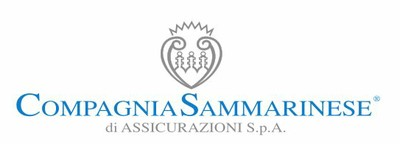 COMPAGNIA SAMMARINESE®
di ASSICURAZIONI S.p.A.